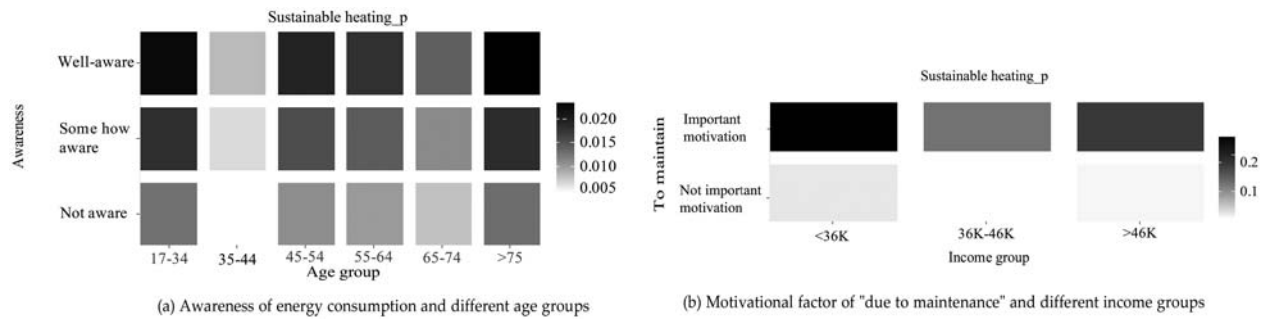 Sustainable heating_p
Well-aware
Some how
aware
Not aware
Awareness
0.020
0.015
0.010
0.005
17-34 35-44 45-54 55-64 65-74 >75
Age group
(a) Awareness of energy consumption and different age groups
Sustainable heating_p
Important
motivation
Not important
motivation
To maintain
0.2
0.1
<36K 36K-46K >46K
Income group
(b) Motivational factor of "due to maintenance" and different income groups